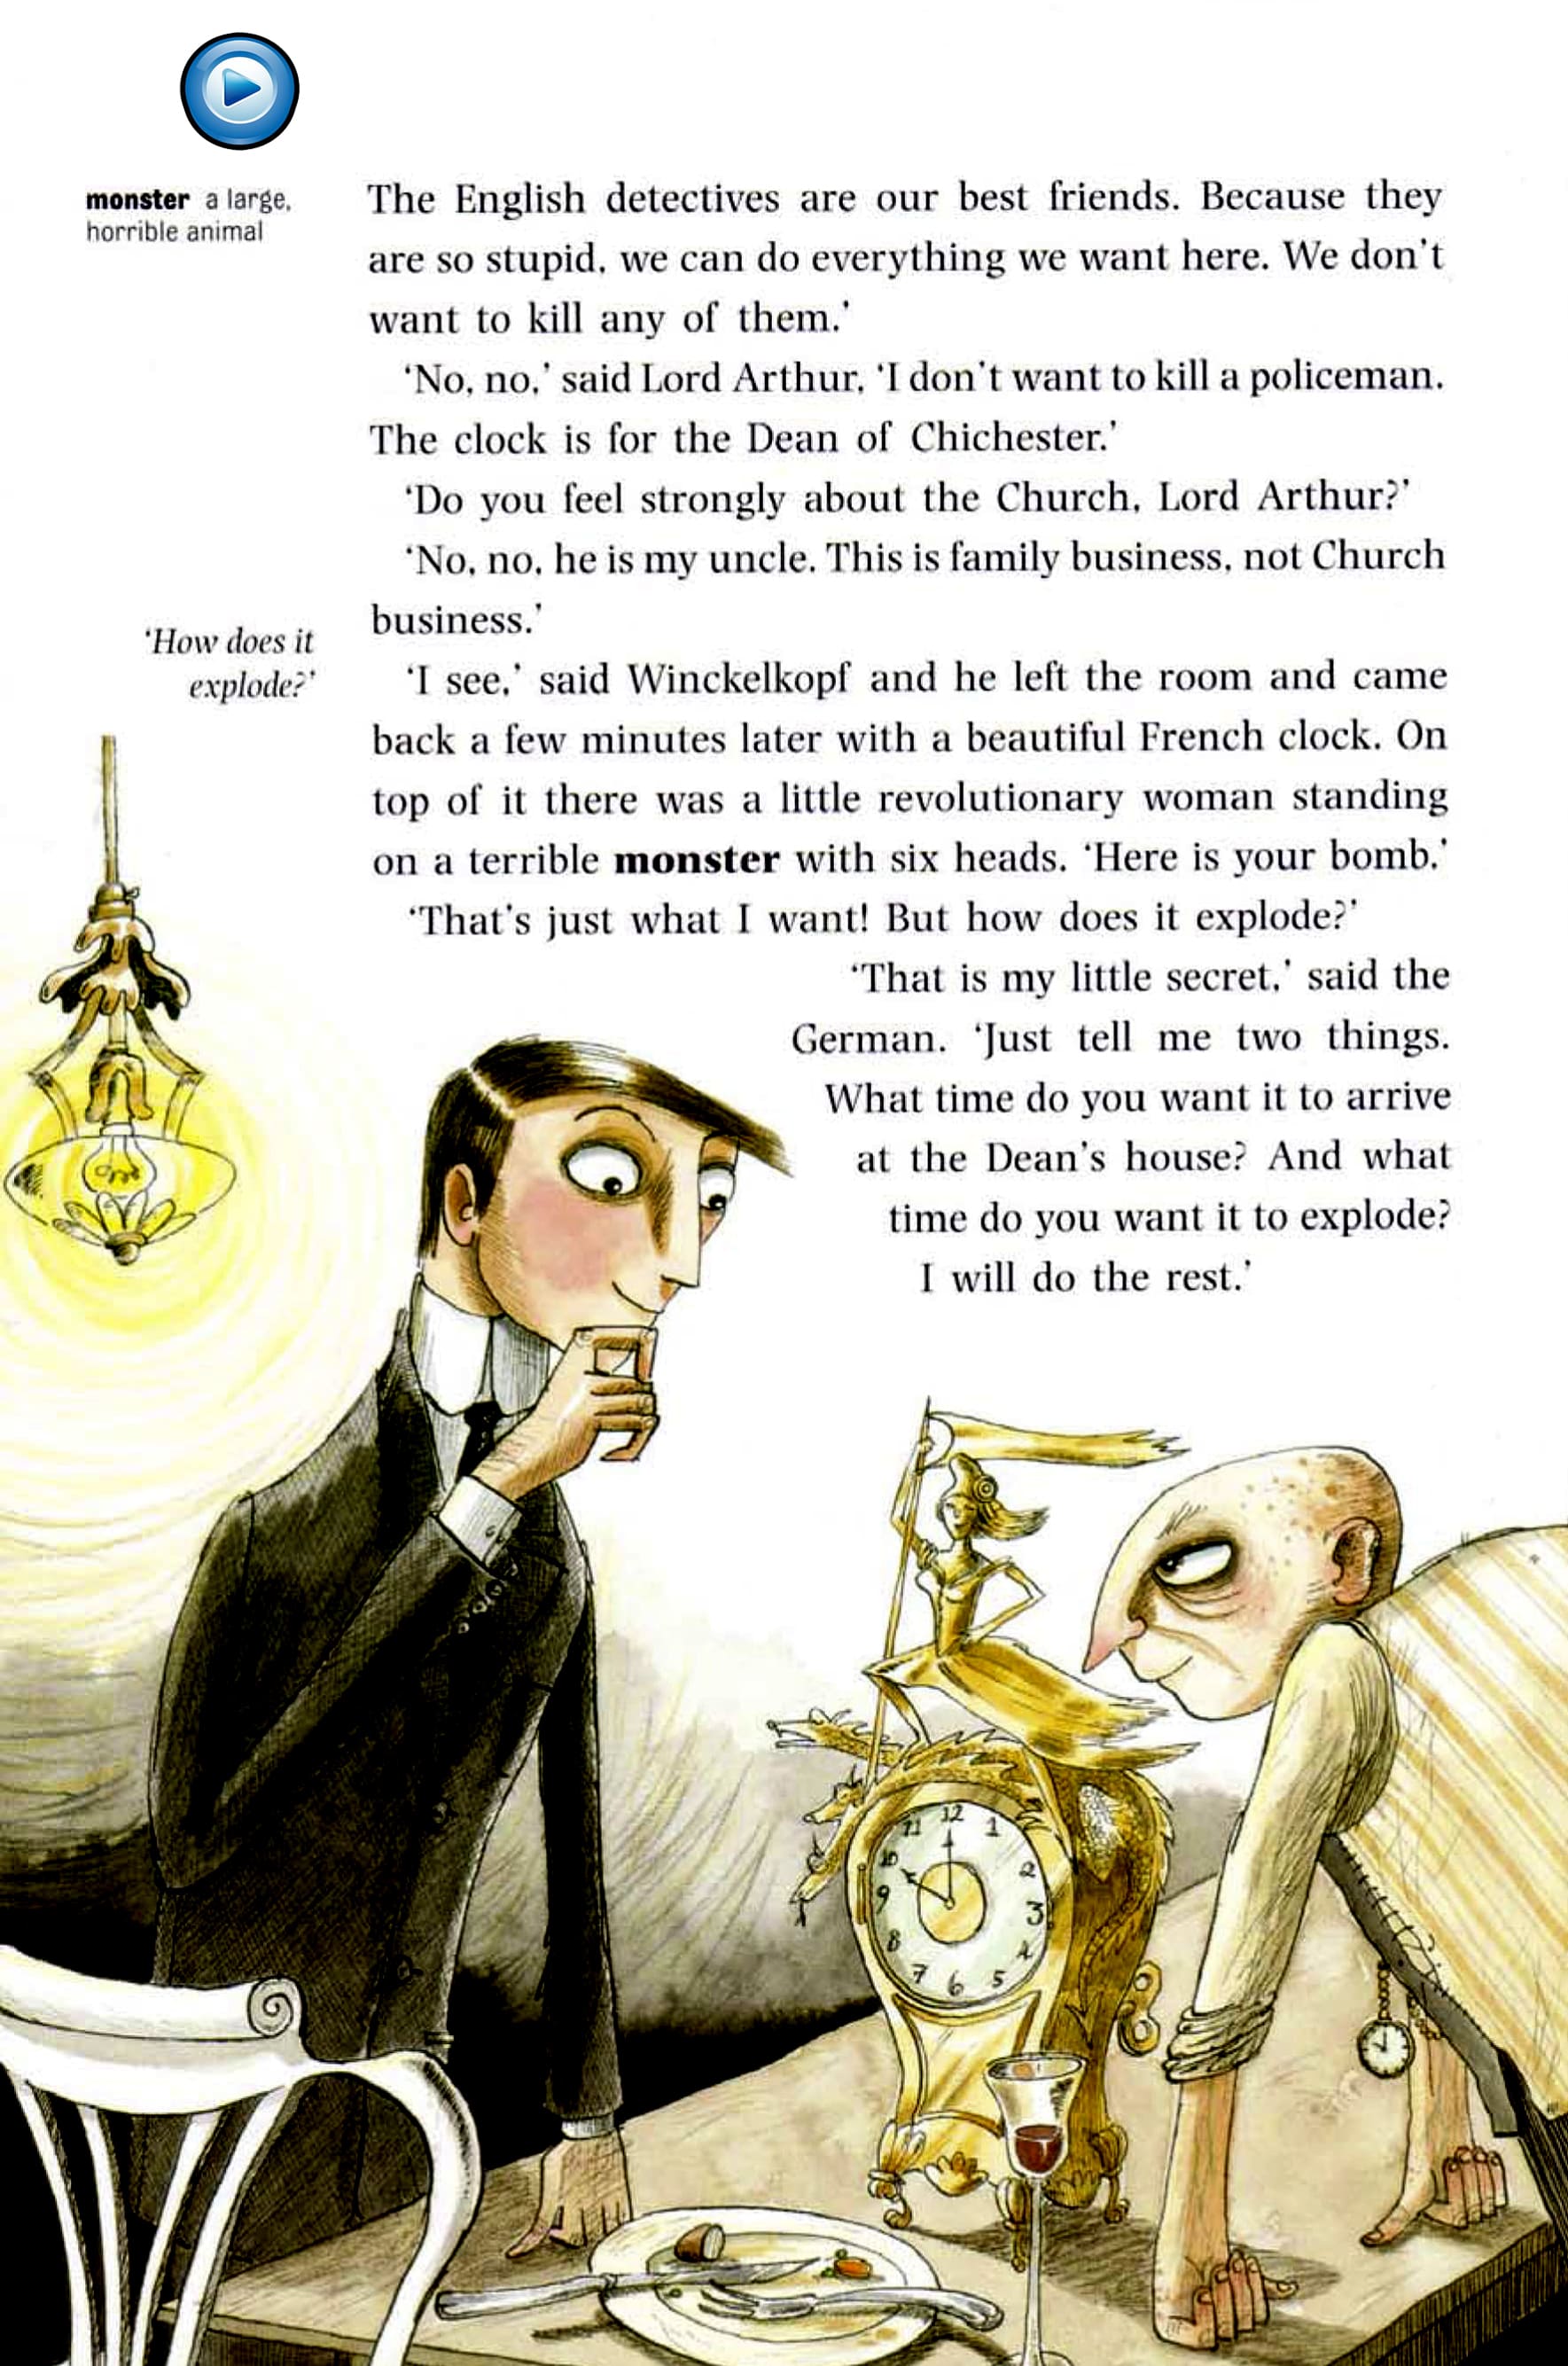 monster a large,
horrible animal
The English detectives are our best friends. Because they
are so stupid, we can do everything we want here. We don't
want to kill any of them.'
'No, no,' said Lord Arthur, 'I don't want to kill a policeman.
The clock is for the Dean of Chichester.'
'Do you feel strongly about the Church, Lord Arthur?'
'No, no, he is my uncle. This is family business, not Church
business.'
'How does it
explode?'
'I see,' said Winckelkopf and he left the room and came
back a few minutes later with a beautiful French clock. On
top of it there was a little revolutionary woman standing
on a terrible monster with six heads. 'Here is your bomb.'
'That's just what I want! But how does it explode?'
'That is my little secret,' said the
German. 'Just tell me two things.
What time do you want it to arrive
at the Dean's house? And what
time do you want it to explode?
I will do the rest.'
12
1
2
3
4
5
6
7
8
9
10
11